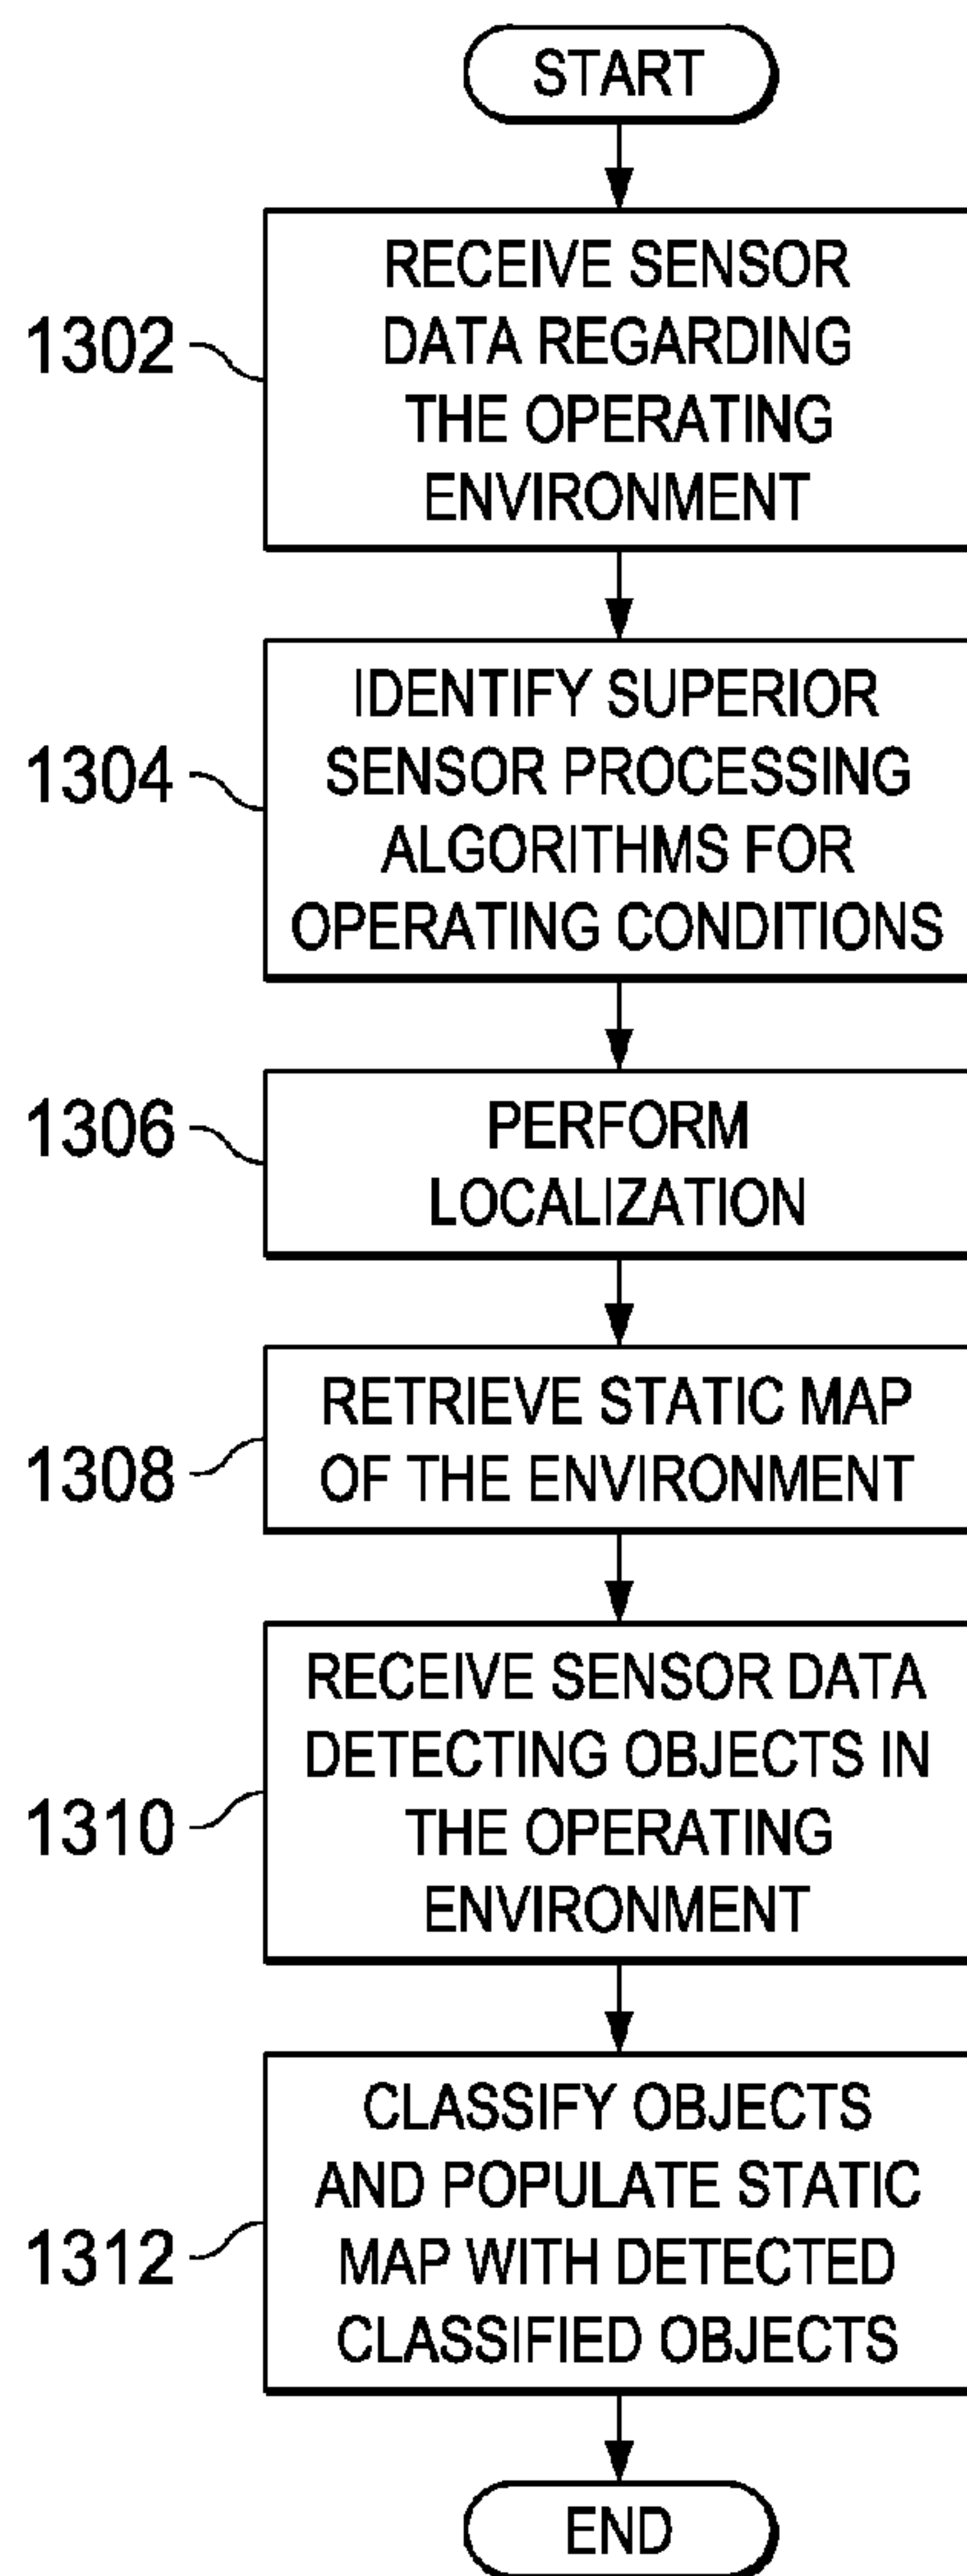 START
1302
RECEIVE SENSOR
DATA REGARDING
THE OPERATING
ENVIRONMENT
1304
IDENTIFY SUPERIOR
SENSOR PROCESSING
ALGORITHMS FOR
OPERATING CONDITIONS
1306
PERFORM
LOCALIZATION
1308
RETRIEVE STATIC MAP
OF THE ENVIRONMENT
1310
RECEIVE SENSOR DATA
DETECTING OBJECTS IN
THE OPERATING
ENVIRONMENT
1312
CLASSIFY OBJECTS
AND POPULATE STATIC
MAP WITH DETECTED
CLASSIFIED OBJECTS
END